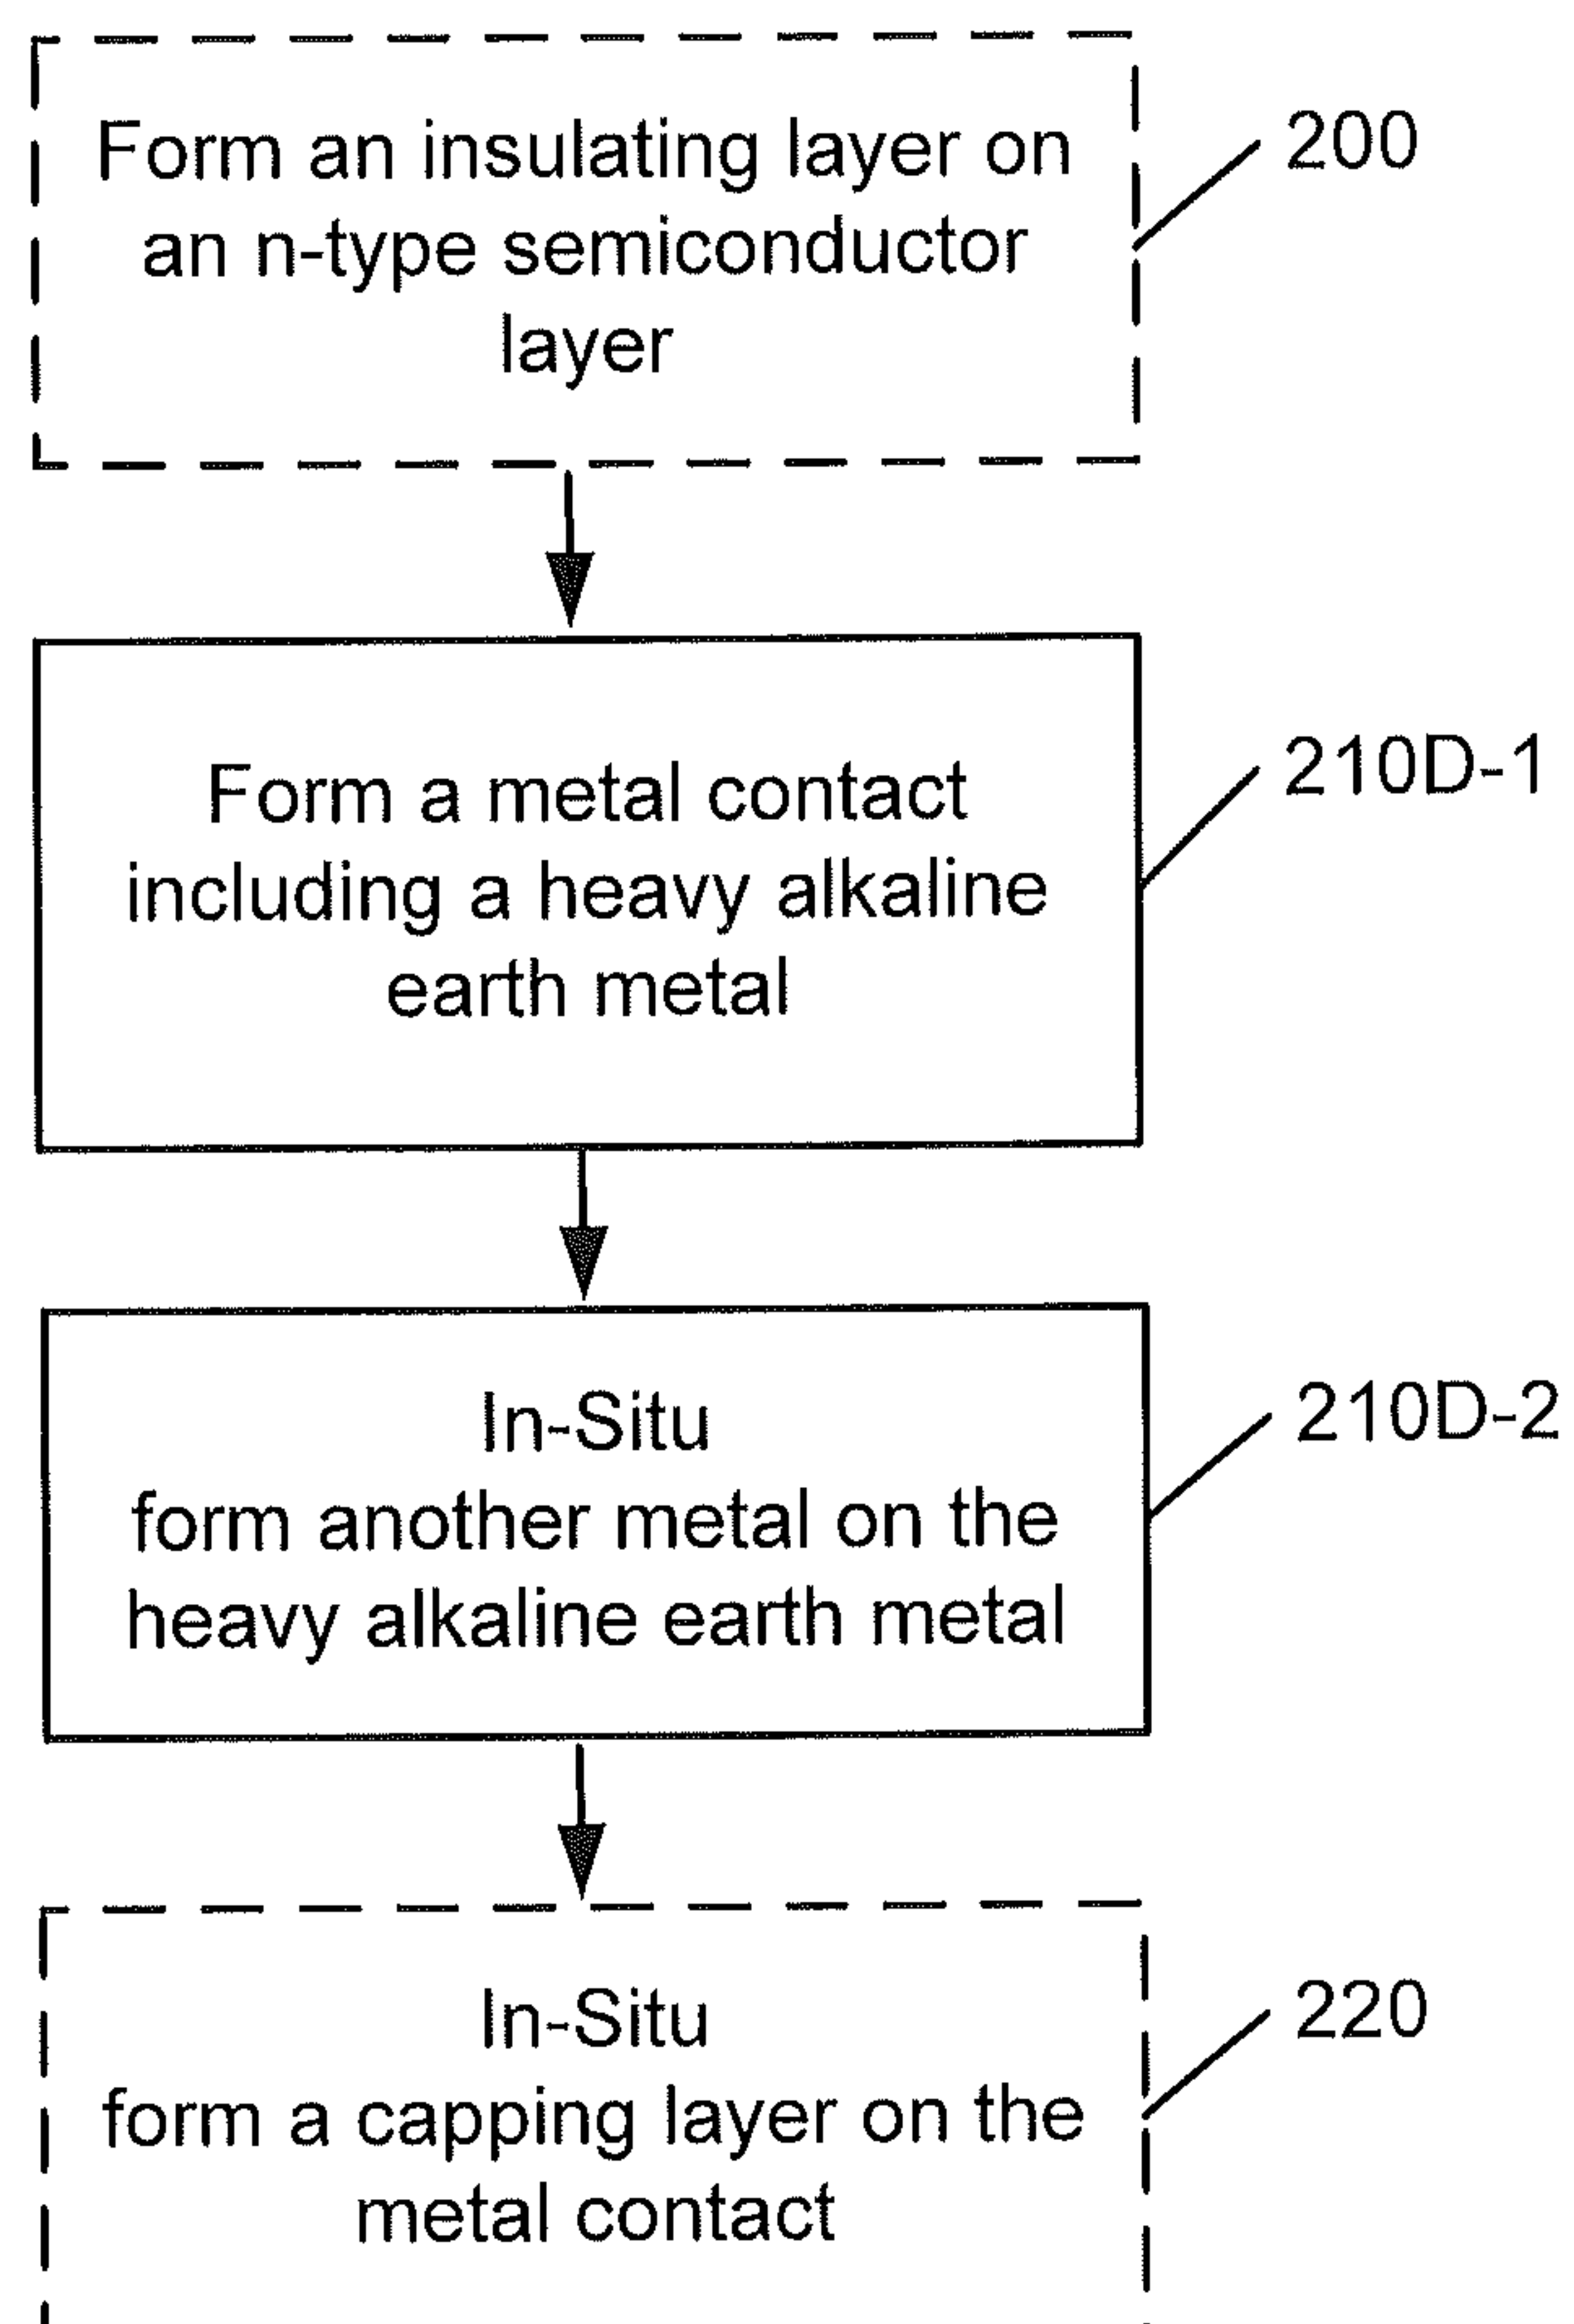 Form an insulating layer on
an n-type semiconductor
layer
200
Form a metal contact
including a heavy alkaline
earth metal
210D-1
In-Situ
form another metal on the
heavy alkaline earth metal
210D-2
In-Situ
form a capping layer on the
metal contact
220